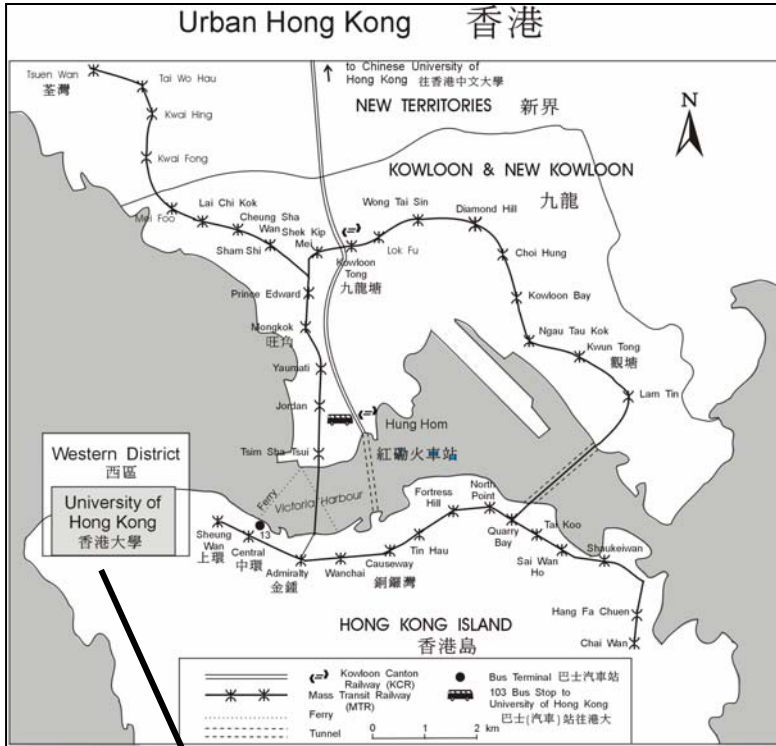 Urban Hong Kong 香港
to Chinese University of
Hong Kong 往香港中文大學
NEW TERRITORIES 新界
N
KOWLOON & NEW KOWLOON
九龍
Tsuen Wan
荃灣
Tai Wo Hau
Kwai Hing
Kwai Fong
Mei Foo
Lai Chi Kok
Cheung Sha
Wan
Sham Shi
Shek Kip
Mei
Kowloon
Tong
九龍塘
Lok Fu
Wong Tai Sin
Diamond Hill
Choi Hung
Kowloon Bay
Ngau Tau Kok
Kwun Tong
觀塘
Lam Tin
Prince Edward
Mongkok
旺角
Yaumati
Jordan
Tsim Sha Tsui
Hung Hom
紅磡火車站
Western District
西區
University of
Hong Kong
香港大學
Ferry
Victoria Harbour
13
Sheung
Wan
上環
Central
中環
Admiralty
金鍾
Wanchai
Causeway
銅鑼灣
Tin Hau
Fortress
Hill
North
Point
Quarry
Bay
Tai Koo
Sai Wan
Ho
Shaukeiwan
Hang Fa Chuen
Chai Wan
HONG KONG ISLAND
香港島
Kowloon Canton
Railway (KCR)
Mass Transit Railway
(MTR)
Ferry
Tunnel
0 1 2 km
Bus Terminal 巴士汽車站
103 Bus Stop to
University of Hong Kong
巴士(汽車)站往港大